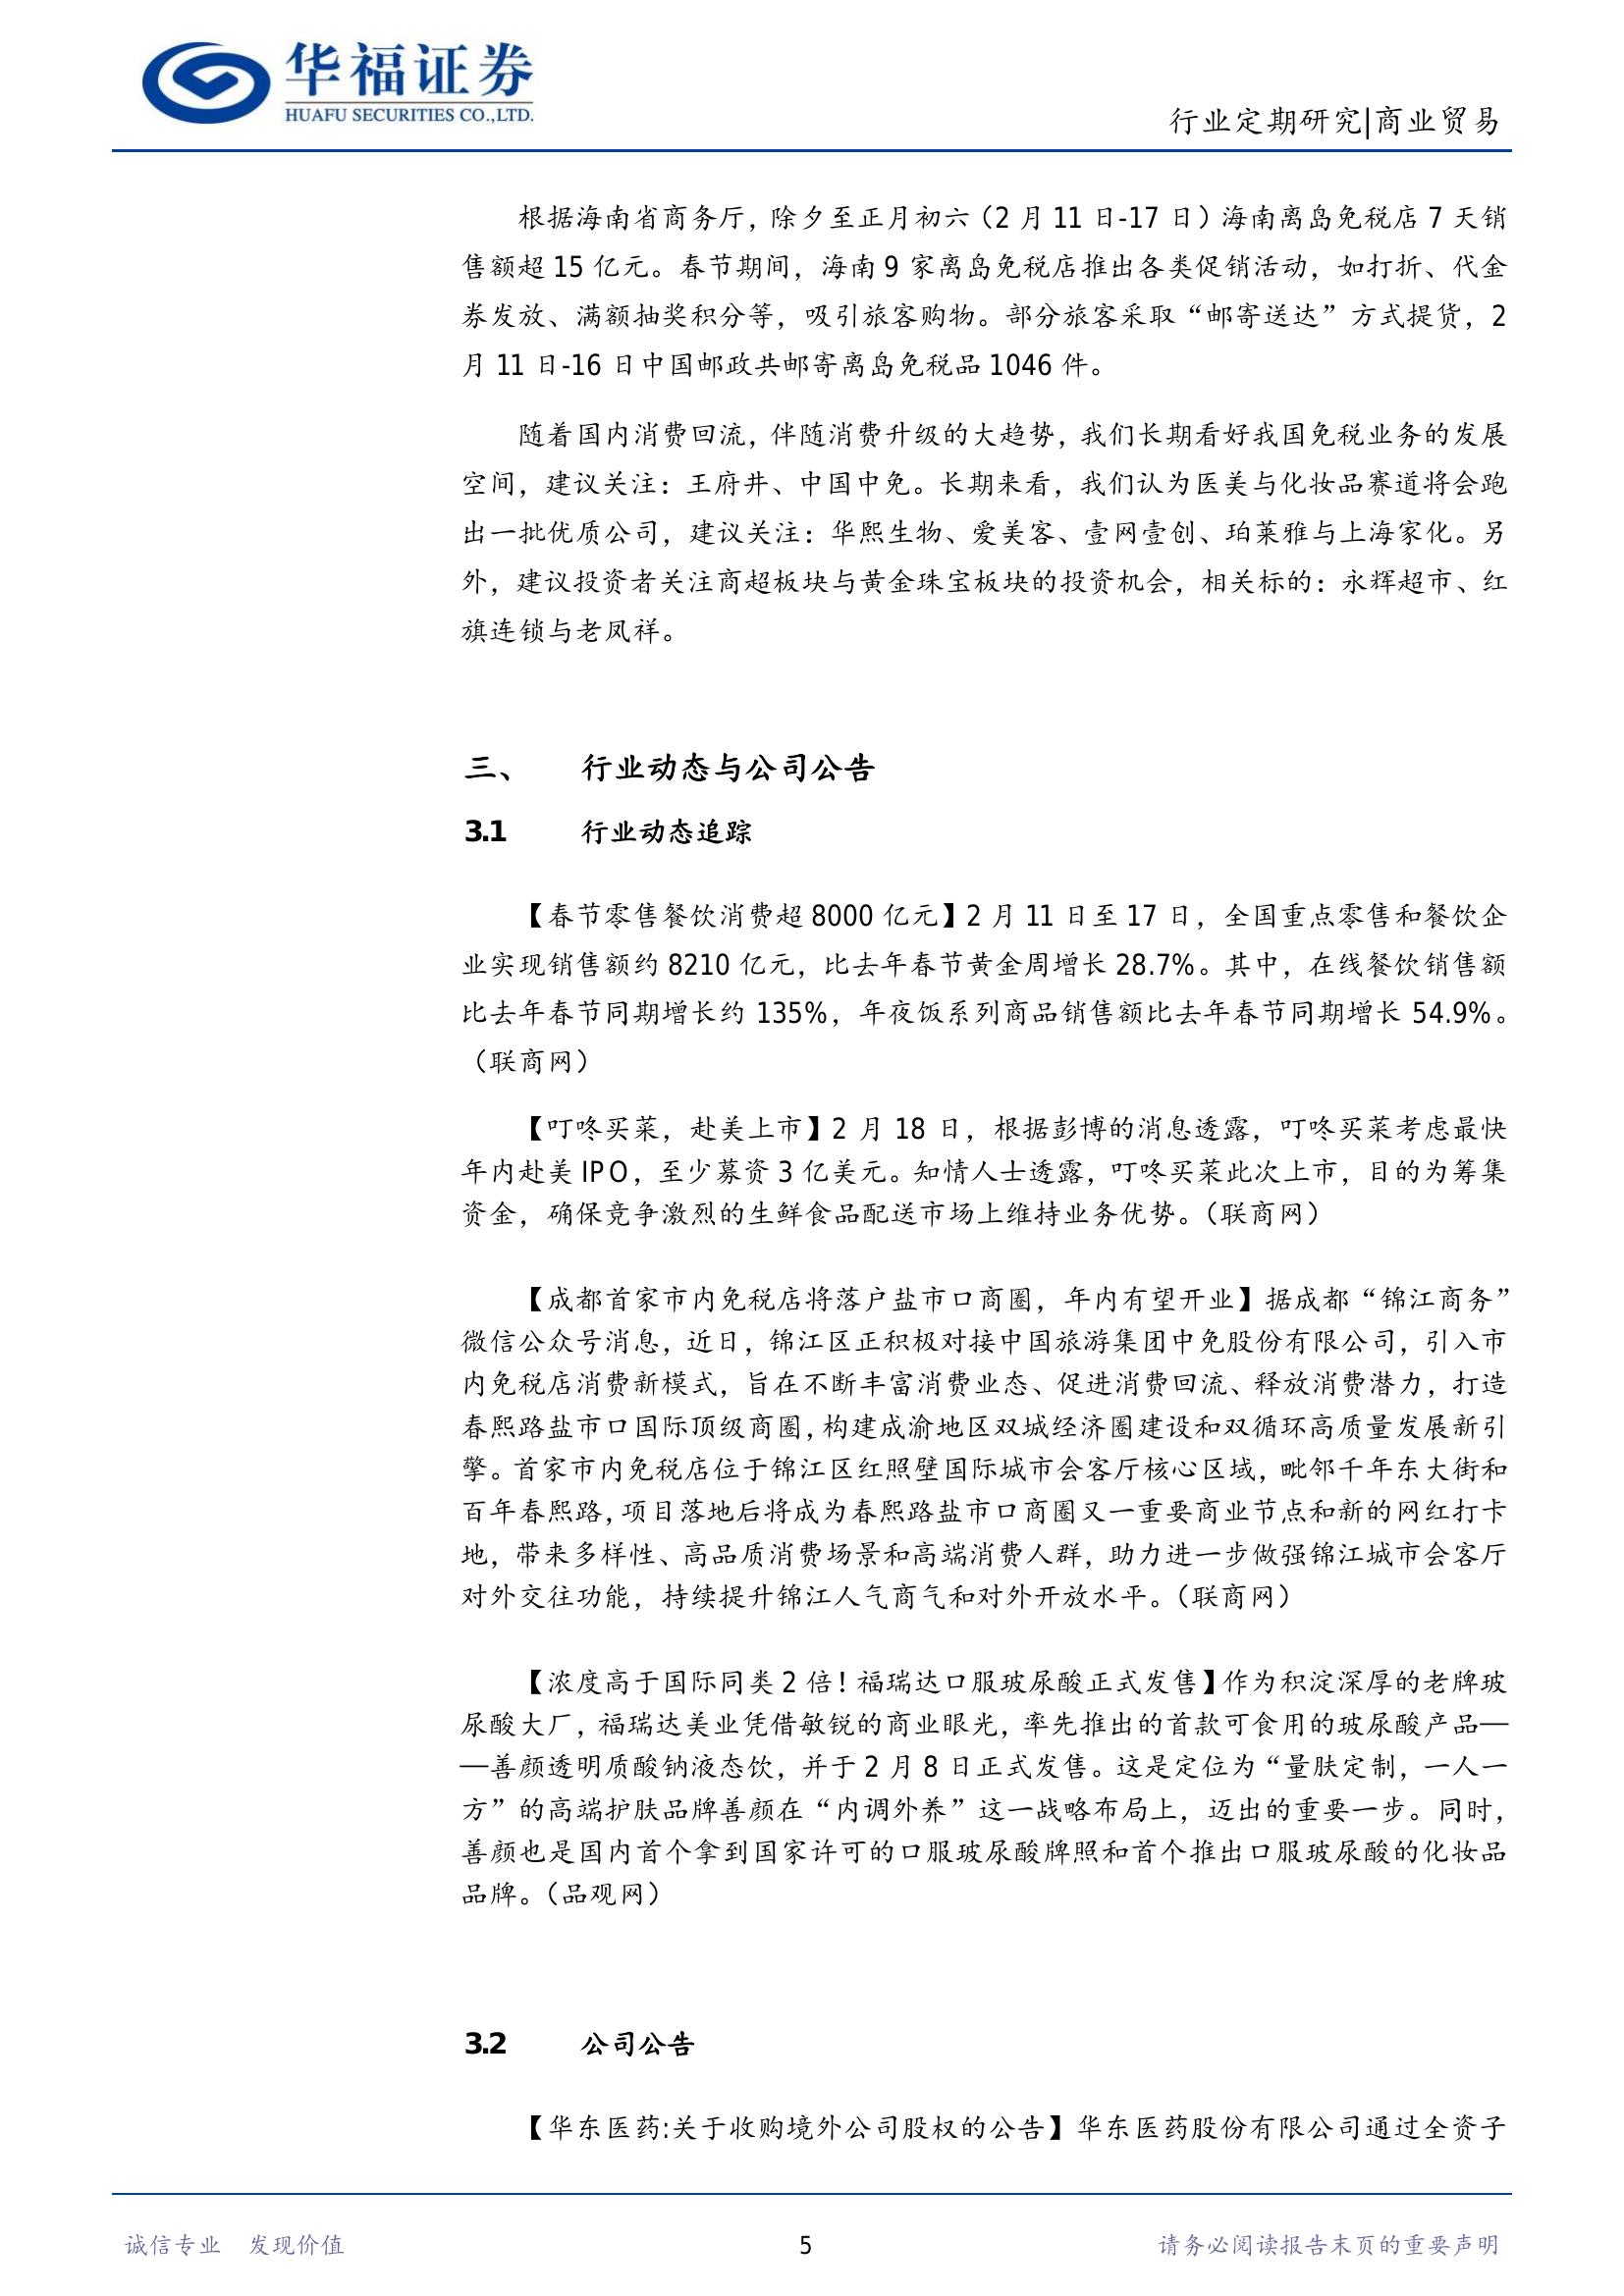 华福证券
HUAFU SECURITIES CO.,LTD.
行业定期研究|商业贸易
根据海南省商务厅，除夕至正月初六（2 月 11 日-17 日）海南离岛免税店 7 天销
售额超 15 亿元。春节期间，海南 9 家离岛免税店推出各类促销活动，如打折、代金
券发放、满额抽奖积分等，吸引旅客购物。部分旅客采取“邮寄送达”方式提货，2
月 11 日-16 日中国邮政共邮寄离岛免税品 1046 件。
随着国内消费回流，伴随消费升级的大趋势，我们长期看好我国免税业务的发展
空间，建议关注：王府井、中国中免。长期来看，我们认为医美与化妆品赛道将会跑
出一批优质公司，建议关注：华熙生物、爱美客、壹网壹创、珀莱雅与上海家化。另
外，建议投资者关注商超板块与黄金珠宝板块的投资机会，相关标的：永辉超市、红
旗连锁与老凤祥。
三、 行业动态与公司公告
3.1 行业动态追踪
【春节零售餐饮消费超 8000 亿元】2 月 11 日至 17 日，全国重点零售和餐饮企
业实现销售额约 8210 亿元，比去年春节黄金周增长 28.7%。其中，在线餐饮销售额
比去年春节同期增长约 135%，年夜饭系列商品销售额比去年春节同期增长 54.9%。
（联商网）
【叮咚买菜，赴美上市】2 月 18 日，根据彭博的消息透露，叮咚买菜考虑最快
年内赴美 IPO，至少募资 3 亿美元。知情人士透露，叮咚买菜此次上市，目的为筹集
资金，确保竞争激烈的生鲜食品配送市场上维持业务优势。（联商网）
【成都首家市内免税店将落户盐市口商圈，年内有望开业】据成都“锦江商务”
微信公众号消息，近日，锦江区正积极对接中国旅游集团中免股份有限公司，引入市
内免税店消费新模式，旨在不断丰富消费业态、促进消费回流、释放消费潜力，打造
春熙路盐市口国际顶级商圈，构建成渝地区双城经济圈建设和双循环高质量发展新引
擎。首家市内免税店位于锦江区红照壁国际城市会客厅核心区域，毗邻千年东大街和
百年春熙路，项目落地后将成为春熙路盐市口商圈又一重要商业节点和新的网红打卡
地，带来多样性、高品质消费场景和高端消费人群，助力进一步做强锦江城市会客厅
对外交往功能，持续提升锦江人气商气和对外开放水平。（联商网）
【浓度高于国际同类 2 倍！福瑞达口服玻尿酸正式发售】作为积淀深厚的老牌玻
尿酸大厂，福瑞达美业凭借敏锐的商业眼光，率先推出的首款可食用的玻尿酸产品—
—善颜透明质酸钠液态饮，并于 2 月 8 日正式发售。这是定位为“量肤定制，一人一
方”的高端护肤品牌善颜在“内调外养”这一战略布局上，迈出的重要一步。同时，
善颜也是国内首个拿到国家许可的口服玻尿酸牌照和首个推出口服玻尿酸的化妆品
品牌。（品观网）
3.2 公司公告
【华东医药:关于收购境外公司股权的公告】华东医药股份有限公司通过全资子
诚信专业 发现价值
5
请务必阅读报告末页的重要声明